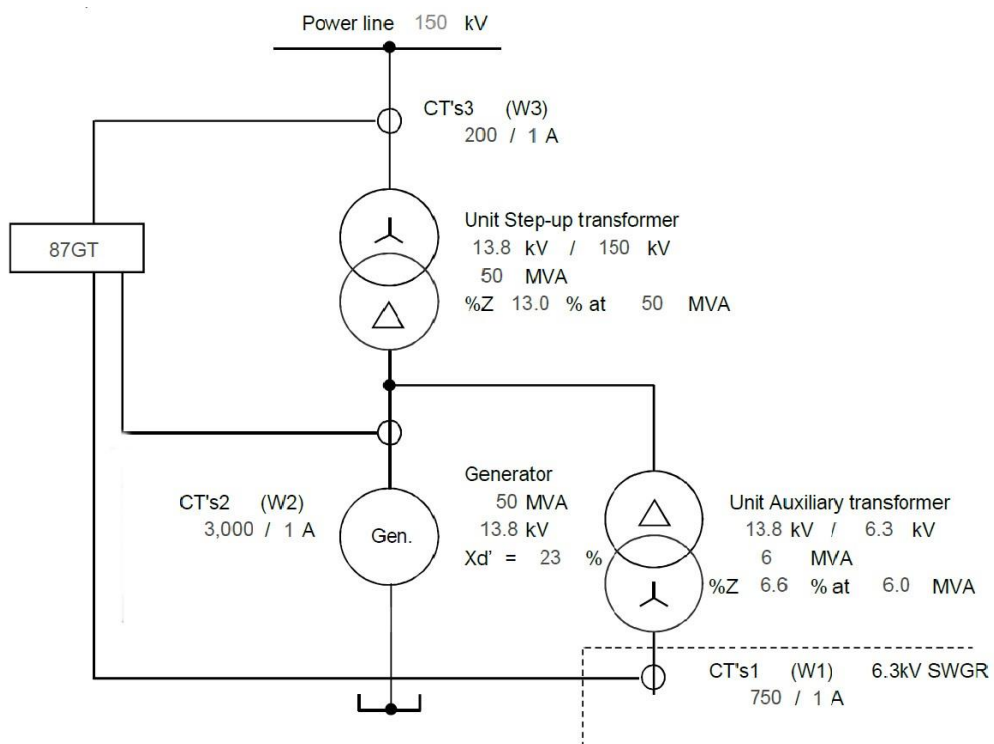 Power line 150 kV
CT's3 (W3)
200 / 1 A
87GT
Unit Step-up transformer
13.8 kV / 150 kV
50 MVA
%Z 13.0 % at 50 MVA
CT's2 (W2)
3,000 / 1 A
Gen.
Generator
50 MVA
13.8 kV
Xd' = 23 %
Unit Auxiliary transformer
13.8 kV / 6.3 kV
6 MVA
%Z 6.6 % at 6.0 MVA
CT's1 (W1) 6.3kV SWGR
750 / 1 A